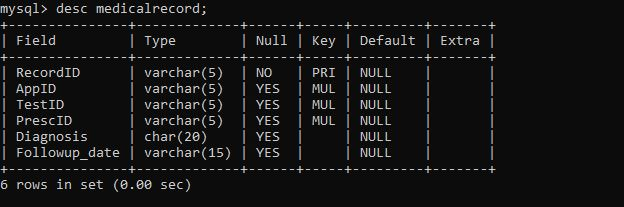 mysql> desc medicalrecord;
+---------------+-------------+------+-----+---------+-------+
| Field         | Type        | Null | Key | Default | Extra |
+---------------+-------------+------+-----+---------+-------+
| RecordID      | varchar(5)  | NO   | PRI | NULL    |       |
| AppID         | varchar(5)  | YES  | MUL | NULL    |       |
| TestID        | varchar(5)  | YES  | MUL | NULL    |       |
| PrescID       | varchar(5)  | YES  | MUL | NULL    |       |
| Diagnosis     | char(20)    | YES  |     | NULL    |       |
| Followup_date | varchar(15) | YES  |     | NULL    |       |
+---------------+-------------+------+-----+---------+-------+
6 rows in set (0.00 sec)